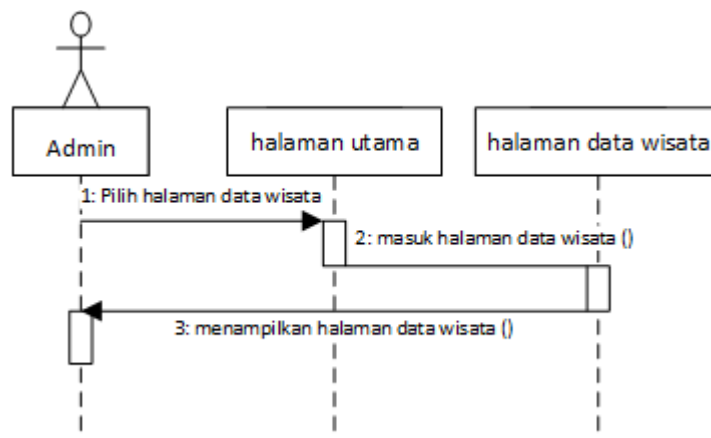 Admin
halaman utama
halaman data wisata
1: Pilih halaman data wisata
2: masuk halaman data wisata ()
3: menampilkan halaman data wisata ()